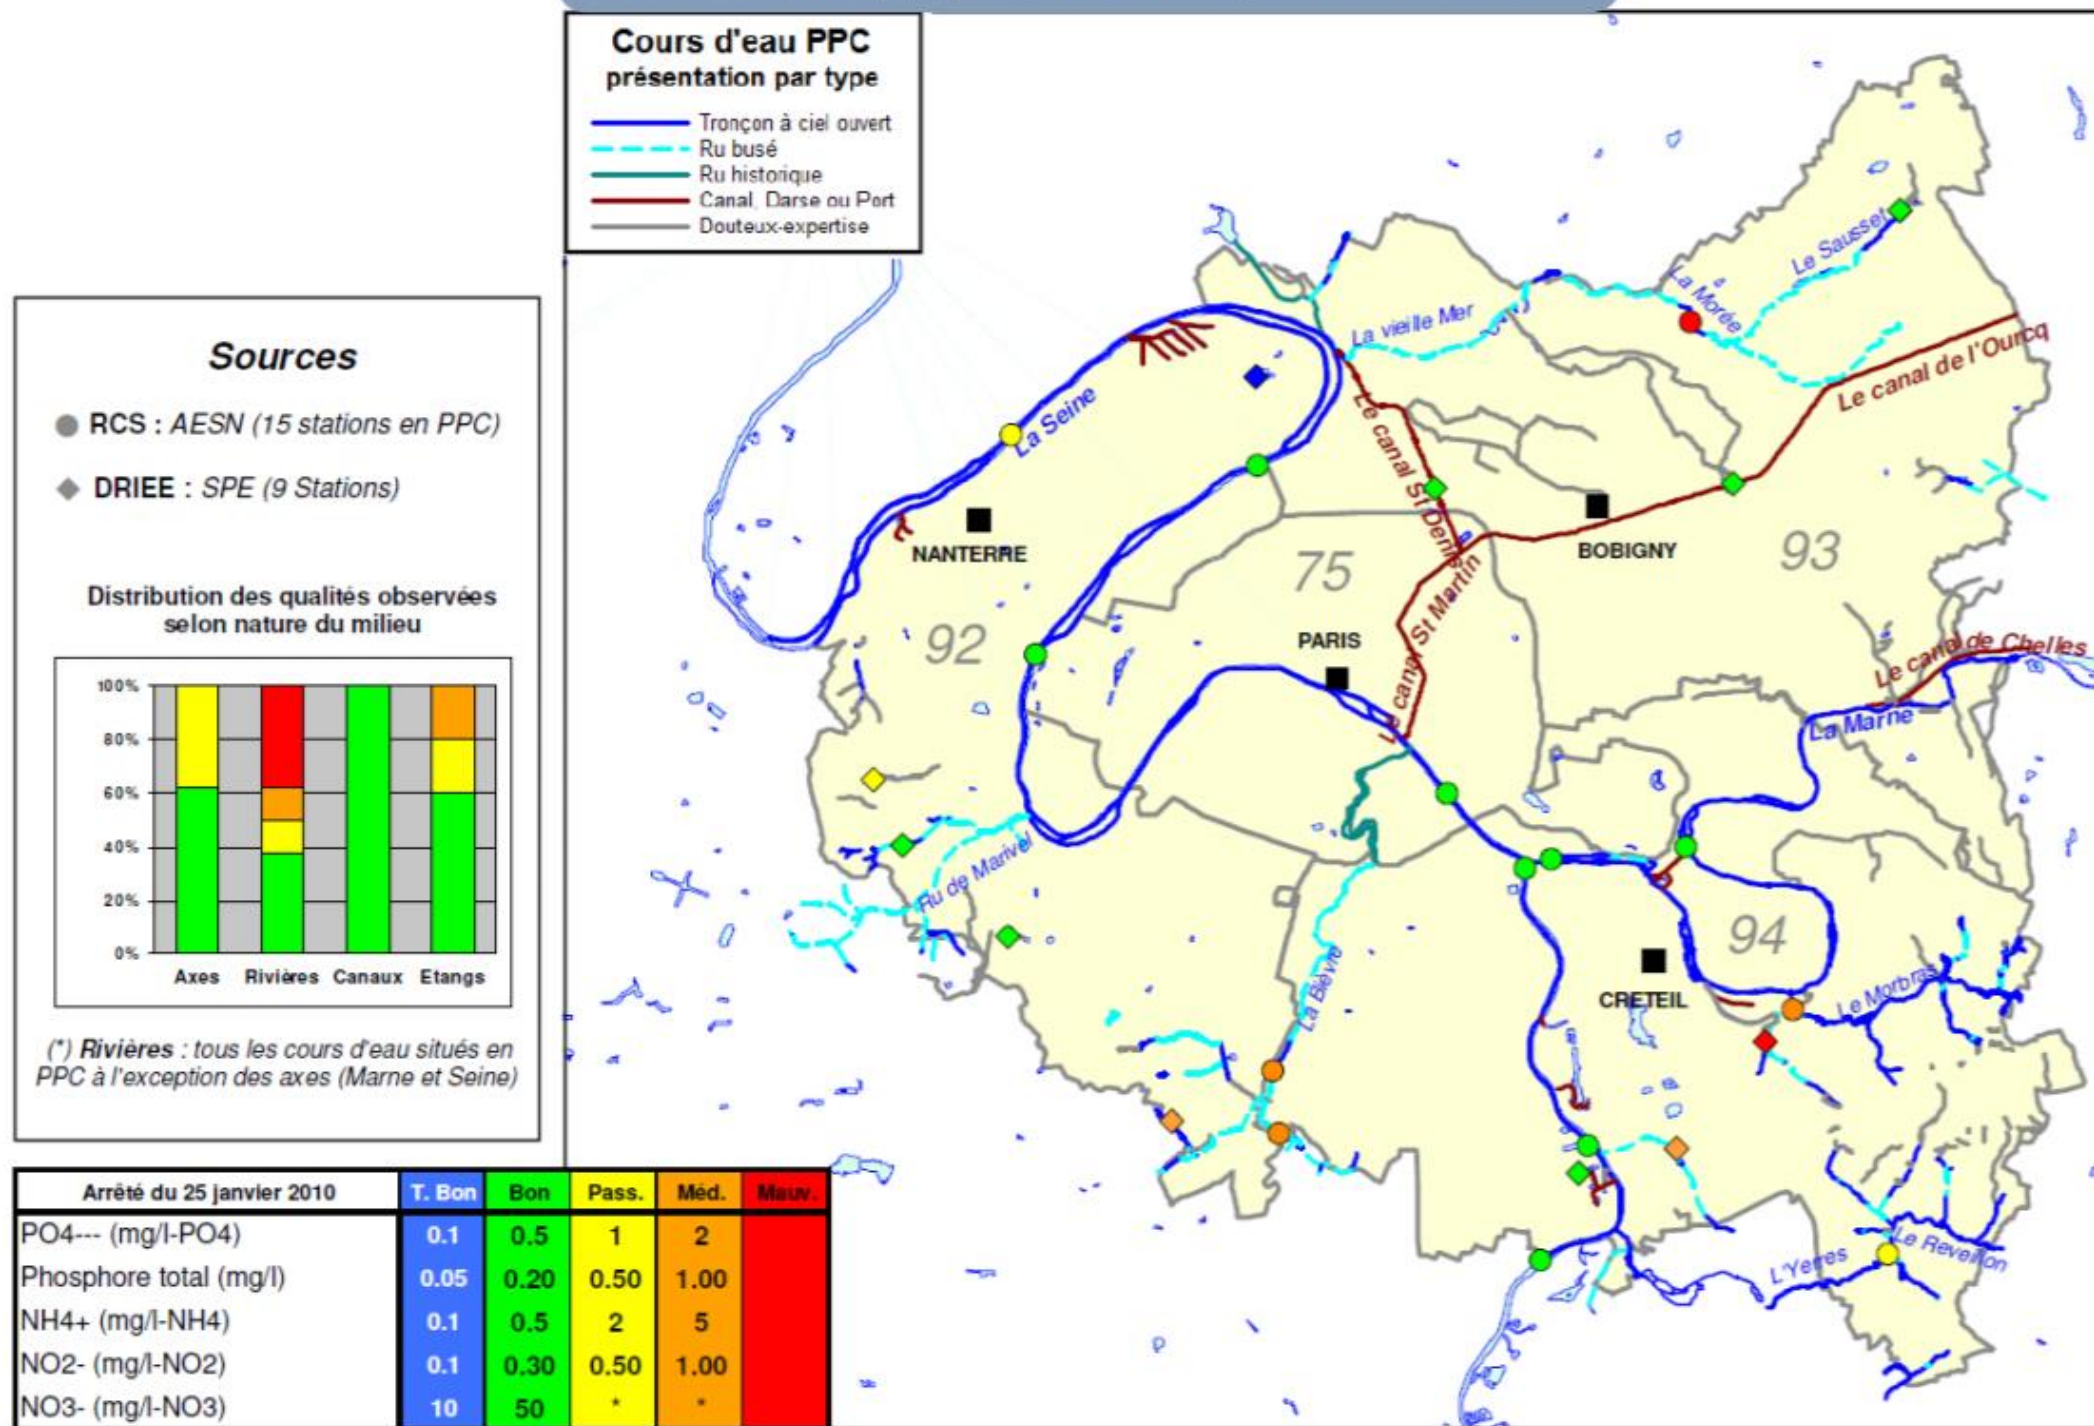 Cours d'eau PPC
présentation par type
Tronçon à ciel ouvert
Ru busé
Ru historique
Canal, Darse ou Port
Douteux-expertise
Sources
RCS : AESN (15 stations en PPC)
DRIEE : SPE (9 Stations)
Distribution des qualités observées
selon nature du milieu
100%
80%
60%
40%
20%
0%
Axes Rivières Canaux Etangs
(*) Rivières : tous les cours d'eau situés en
PPC à l'exception des axes (Marne et Seine)
Arrêté du 25 janvier 2010 T. Bon Bon Pass. Méd. Mauv.
PO4--- (mg/l-PO4) 0.1 0.5 1 2
Phosphore total (mg/l) 0.05 0.20 0.50 1.00
NH4+ (mg/l-NH4) 0.1 0.5 2 5
NO2- (mg/l-NO2) 0.1 0.30 0.50 1.00
NO3- (mg/l-NO3) 10 50 * *
Le Sausset
La Morée
La vieille Mer
Le canal de l'Ourcq
La Seine
Le canal St Denis
NANTERRE
BOBIGNY
75
93
92
Le canal St Martin
PARIS
Le canal de Chelles
La Marne
Ru de Marivel
94
La Bièvre
CRETEIL
Le Morbras
L'Yerres
Le Reveillon